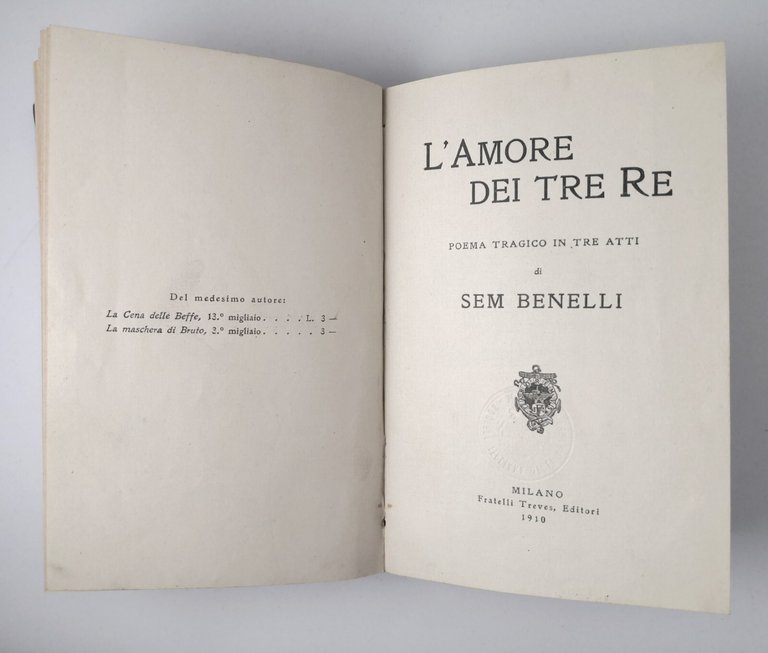 Del medesimo autore:
La Cena delle Beffe, 13.º migliaio. . . . L. 3 —
La maschera di Bruto, 3.º migliaio. . . . . . 3 —
L'AMORE
DEI TRE RE
POEMA TRAGICO IN TRE ATTI
di
SEM BENELLI
MILANO
Fratelli Treves, Editori
1910